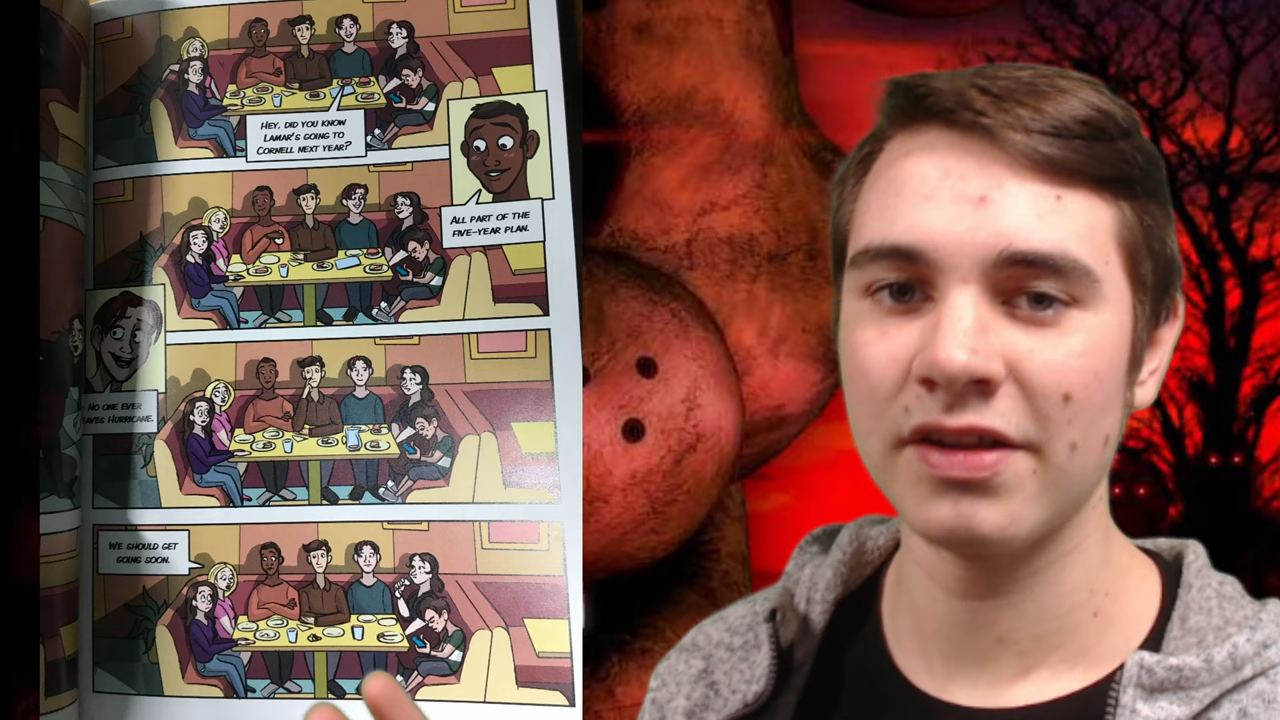 HEY, DID YOU KNOW
LAMAR'S GOING TO
CORNELL NEXT YEAR?
ALL PART OF THE
FIVE-YEAR PLAN.
NO ONE EVER
EAVES HURRICANE.
WE SHOULD GET
GOING SOON.